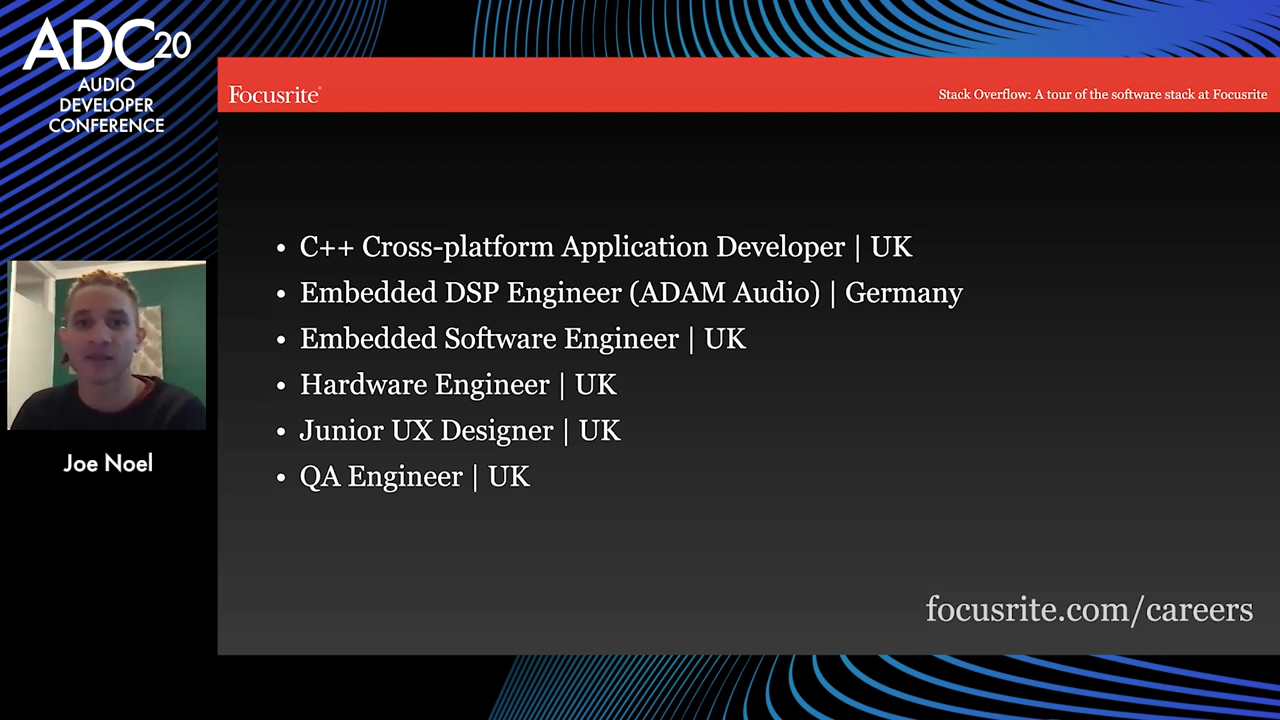 ADC20
AUDIO
DEVELOPER
CONFERENCE
Focusrite
Stack Overflow: A tour of the software stack at Focusrite
• C++ Cross-platform Application Developer | UK
• Embedded DSP Engineer (ADAM Audio) | Germany
• Embedded Software Engineer | UK
• Hardware Engineer | UK
• Junior UX Designer | UK
• QA Engineer | UK
Joe Noel
focusrite.com/careers